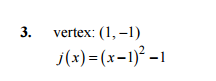 3. vertex: (1,−1)
j(x)=(x−1)²−1